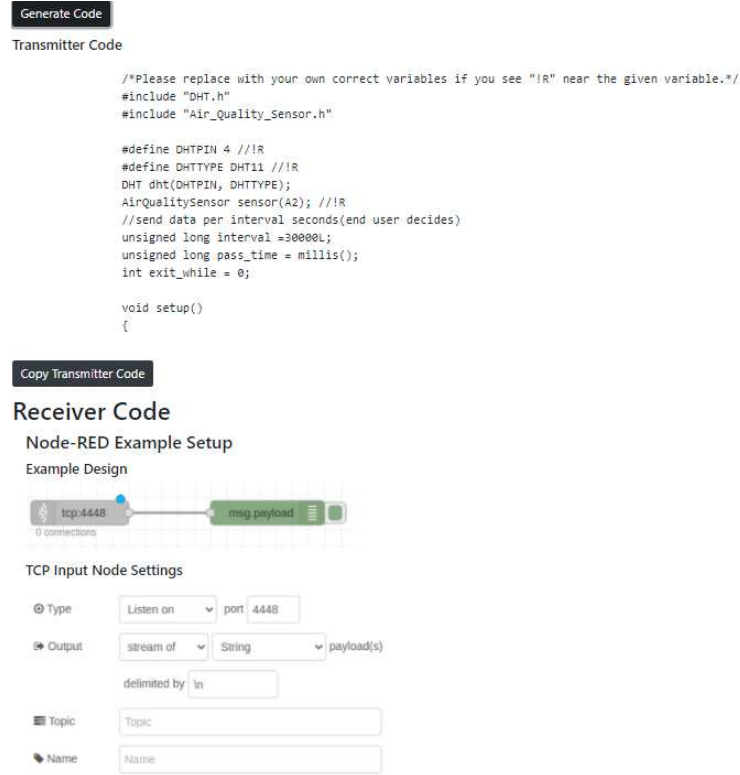 Generate Code
Transmitter Code
/*Please replace with your own correct variables if you see "!R" near the given variable.*/
#include "DHT.h"
#include "Air_Quality_Sensor.h"
#define DHTPIN 4 //!R
#define DHTTYPE DHT11 //!R
DHT dht(DHTPIN, DHTTYPE);
AirQualitySensor sensor(A2); //!R
//send data per interval seconds(end user decides)
unsigned long interval =30000L;
unsigned long pass_time = millis();
int exit_while = 0;
void setup()
{
Copy Transmitter Code
Receiver Code
Node-RED Example Setup
Example Design
tcp:4448 msg.payload
0 connections
TCP Input Node Settings
Type Listen on port 4448
Output stream of String payload(s)
delimited by \n
Topic Topic
Name Name